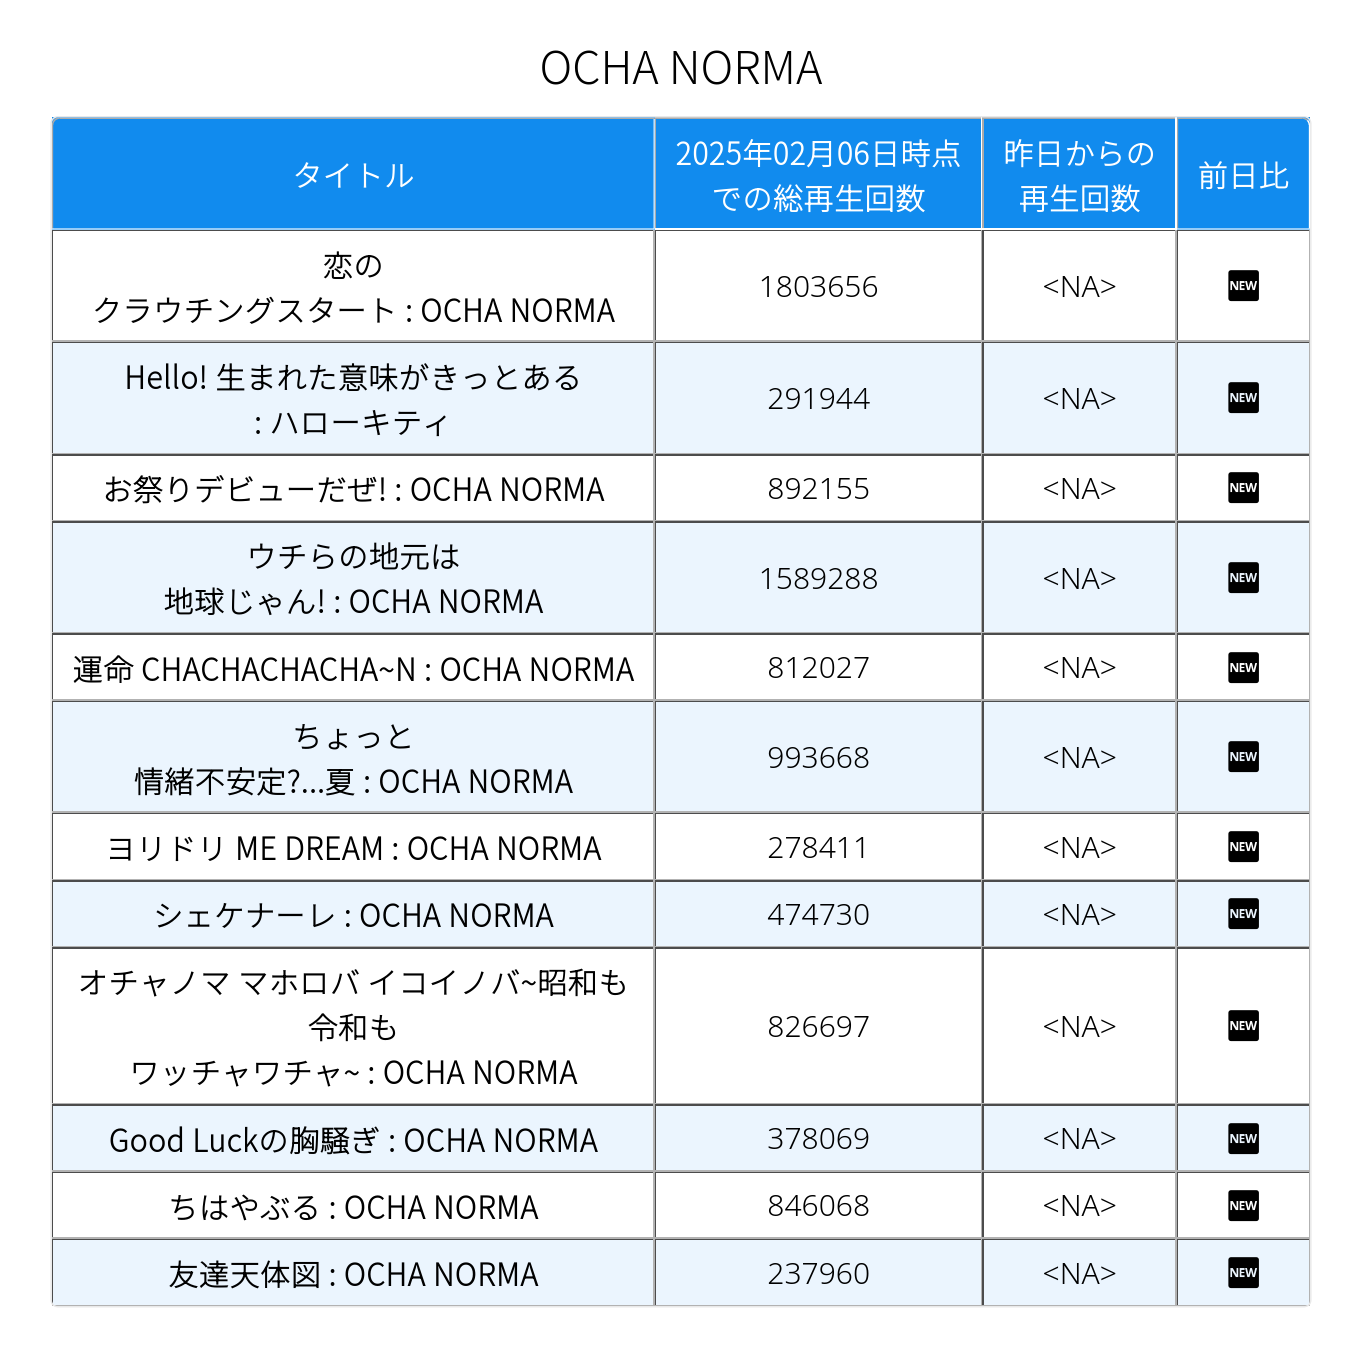 OCHA NORMA
タイトル
2025年02月06日時点
での総再生回数
昨日からの
再生回数
前日比
恋の
クラウチングスタート : OCHA NORMA
1803656
<NA>
NEW
Hello! 生まれた意味がきっとある
: ハローキティ
291944
<NA>
NEW
お祭りデビューだぜ! : OCHA NORMA
892155
<NA>
NEW
ウチらの地元は
地球じゃん! : OCHA NORMA
1589288
<NA>
NEW
運命 CHACHACHACHA~N : OCHA NORMA
812027
<NA>
NEW
ちょっと
情緒不安定?...夏 : OCHA NORMA
993668
<NA>
NEW
ヨリドリ ME DREAM : OCHA NORMA
278411
<NA>
NEW
シェケナーレ : OCHA NORMA
474730
<NA>
NEW
オチャノマ マホロバ イコイノバ~昭和も
令和も
ワッチャワチャ~ : OCHA NORMA
826697
<NA>
NEW
Good Luckの胸騒ぎ : OCHA NORMA
378069
<NA>
NEW
ちはやぶる : OCHA NORMA
846068
<NA>
NEW
友達天体図 : OCHA NORMA
237960
<NA>
NEW